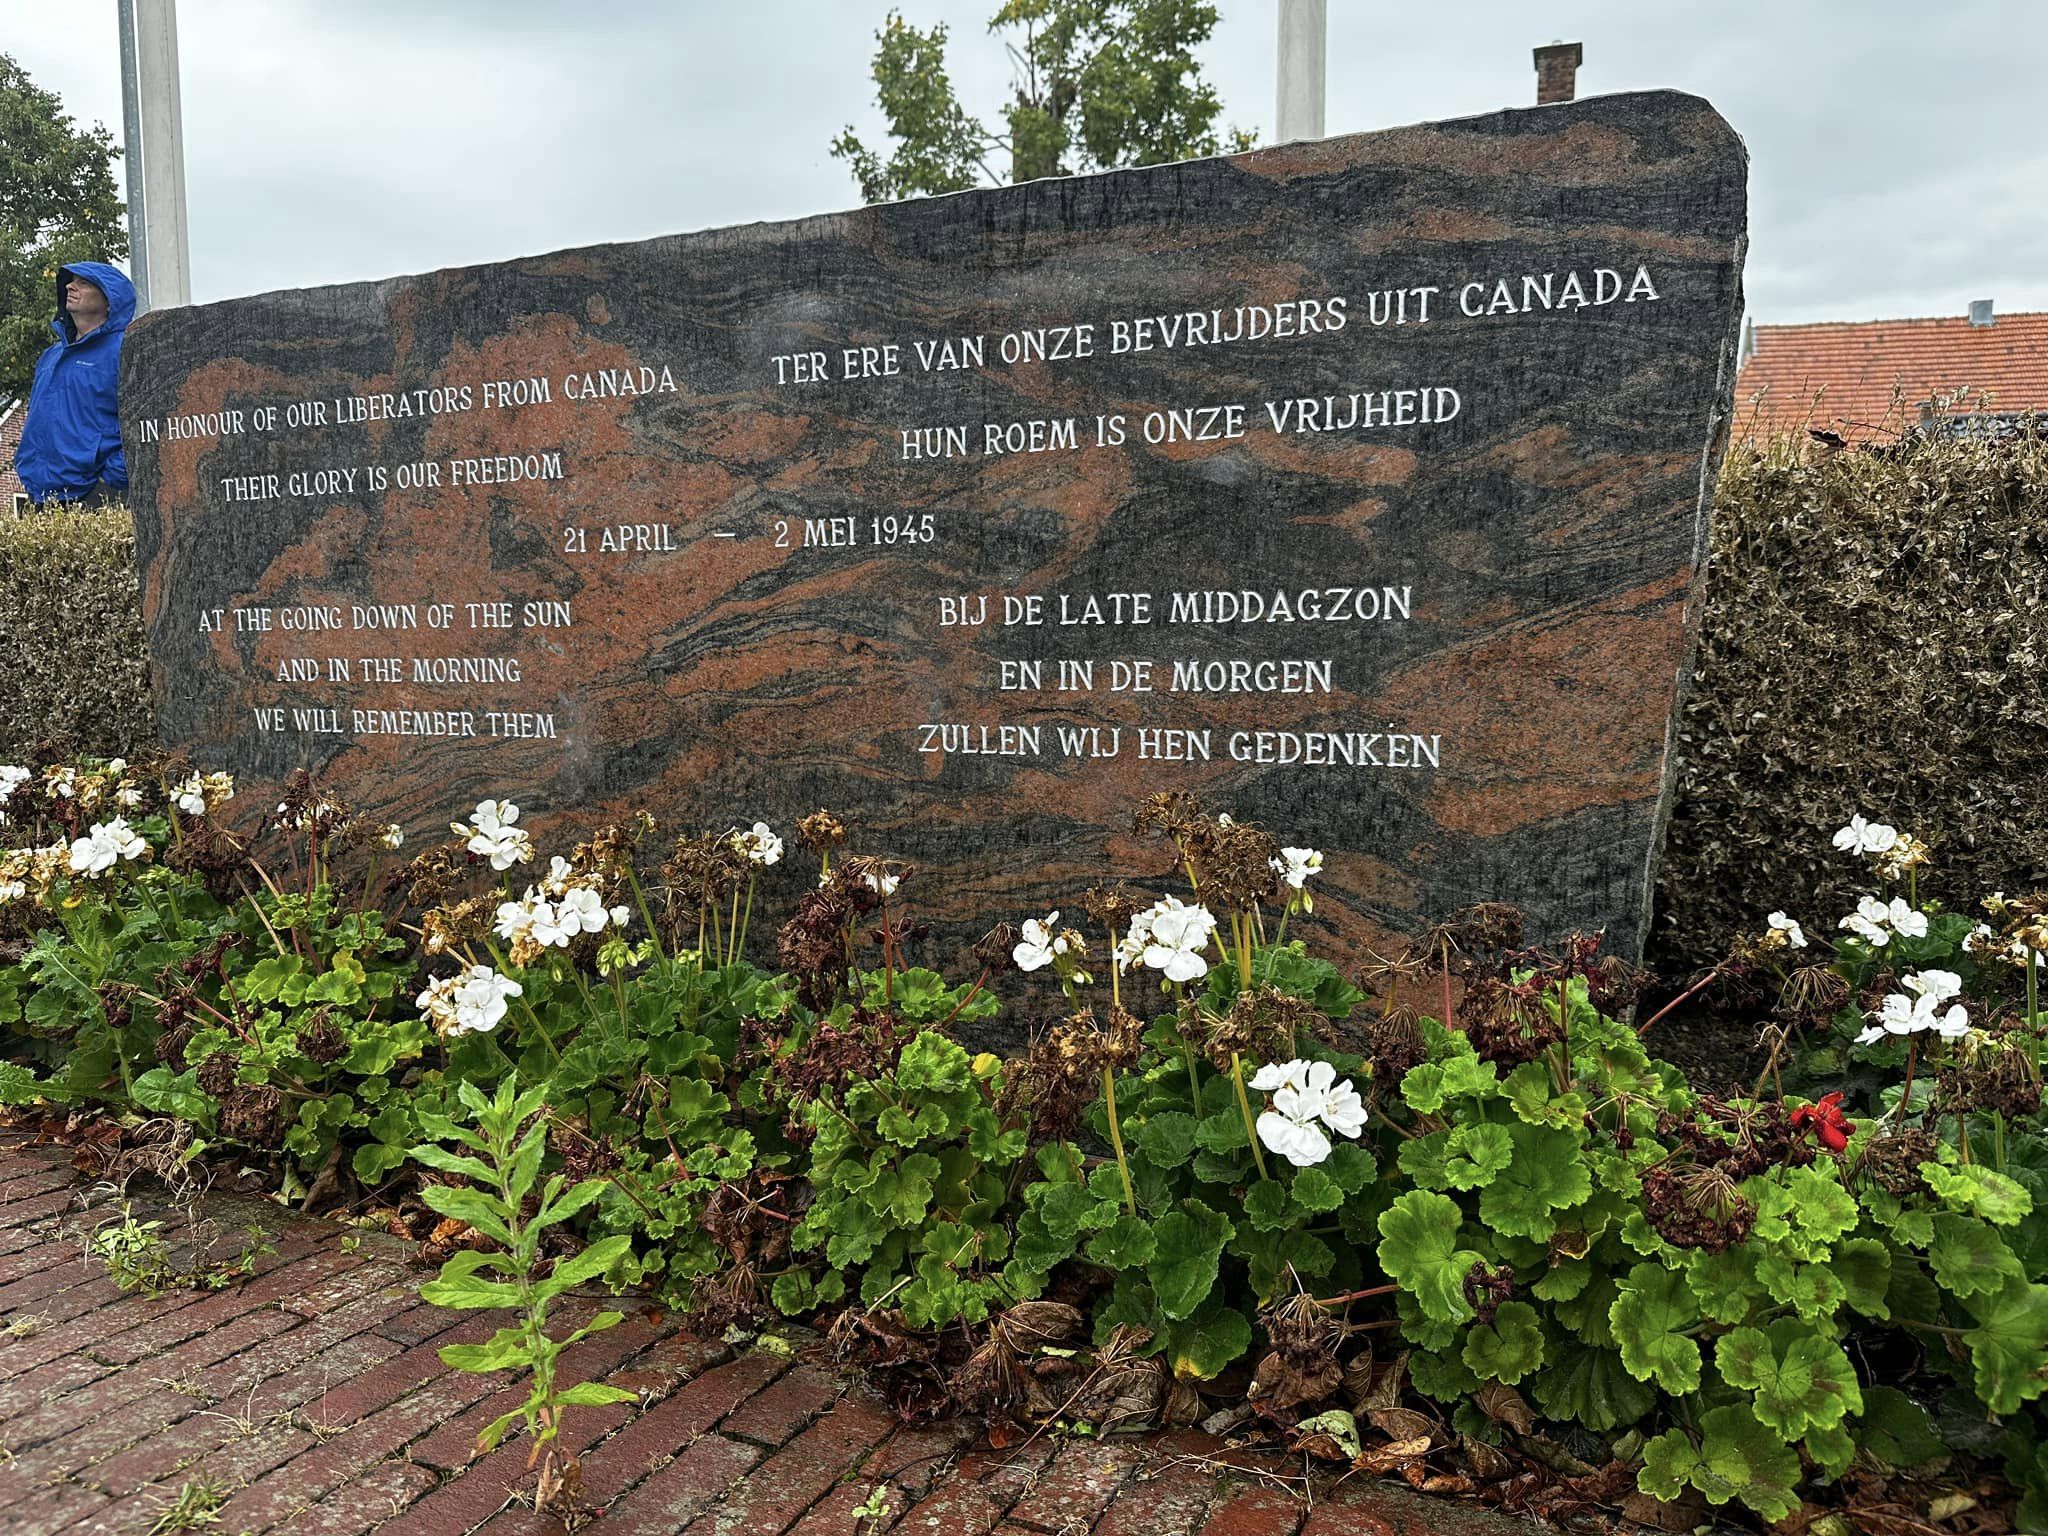 IN HONOUR OF OUR LIBERATORS FROM CANADA
THEIR GLORY IS OUR FREEDOM
TER ERE VAN ONZE BEVRIJDERS UIT CANADA
HUN ROEM IS ONZE VRIJHEID
21 APRIL – 2 MEI 1945
AT THE GOING DOWN OF THE SUN
AND IN THE MORNING
WE WILL REMEMBER THEM
BIJ DE LATE MIDDAGZON
EN IN DE MORGEN
ZULLEN WIJ HEN GEDENKEN